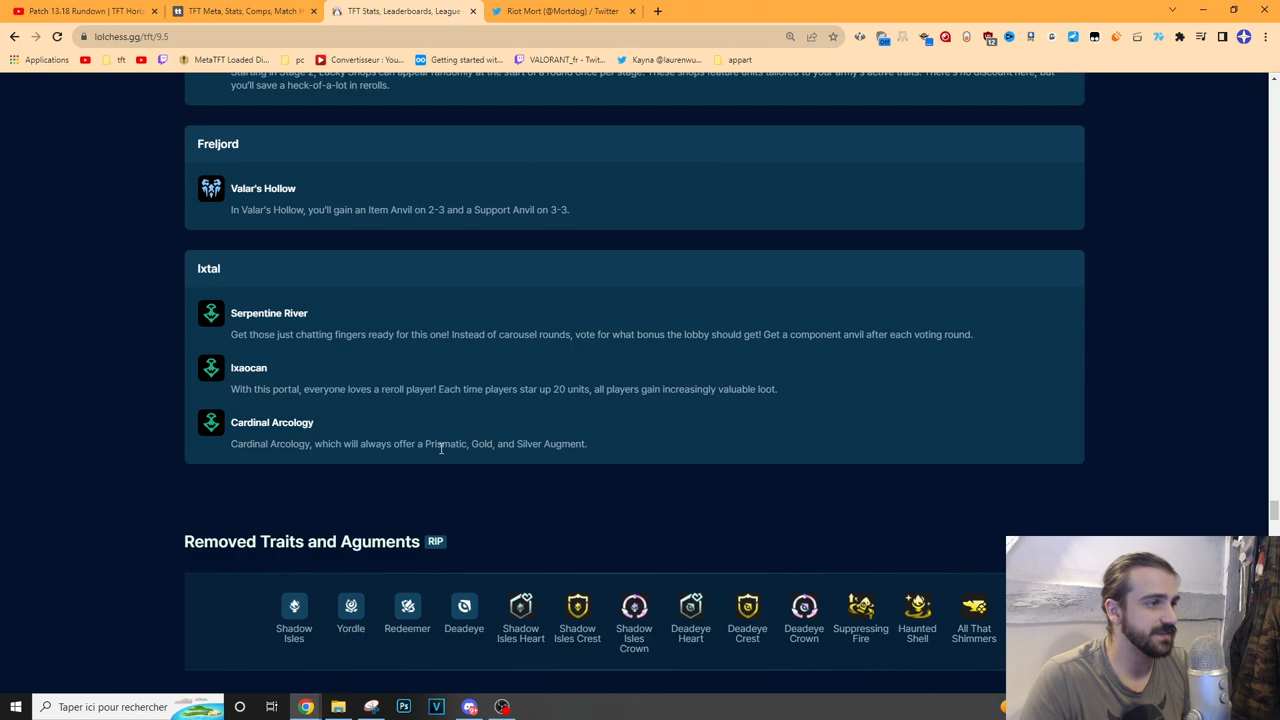 Patch 13.18 Rundown | TFT Horiz
TFT Meta, Stats, Comps, Match H
TFT Stats, Leaderboards, League
Riot Mort (@Mortdog) / Twitter
lolchess.gg/tft/9.5
Applications
tft
MetaTFT Loaded Di...
pc
Convertisseur : You...
Getting started wit...
VALORANT_fr - Twit...
Kayna @laurenwu...
appart
Starting in Stage 2, Lucky Shops can appear randomly at the start of a round once per stage. These shops feature units tailored to your army's active traits. There's no discount here, but
you'll save a heck-of-a-lot in rerolls.
Freljord
Valar's Hollow
In Valar's Hollow, you'll gain an Item Anvil on 2-3 and a Support Anvil on 3-3.
Ixtal
Serpentine River
Get those just chatting fingers ready for this one! Instead of carousel rounds, vote for what bonus the lobby should get! Get a component anvil after each voting round.
Ixaocan
With this portal, everyone loves a reroll player! Each time players star up 20 units, all players gain increasingly valuable loot.
Cardinal Arcology
Cardinal Arcology, which will always offer a Prismatic, Gold, and Silver Augment.
Removed Traits and Aguments RIP
Shadow Isles
Yordle
Redeemer
Deadeye
Shadow Isles Heart
Shadow Isles Crest
Shadow Isles Crown
Deadeye Heart
Deadeye Crest
Deadeye Crown
Suppressing Fire
Haunted Shell
All That Shimmers
Taper ici pour rechercher